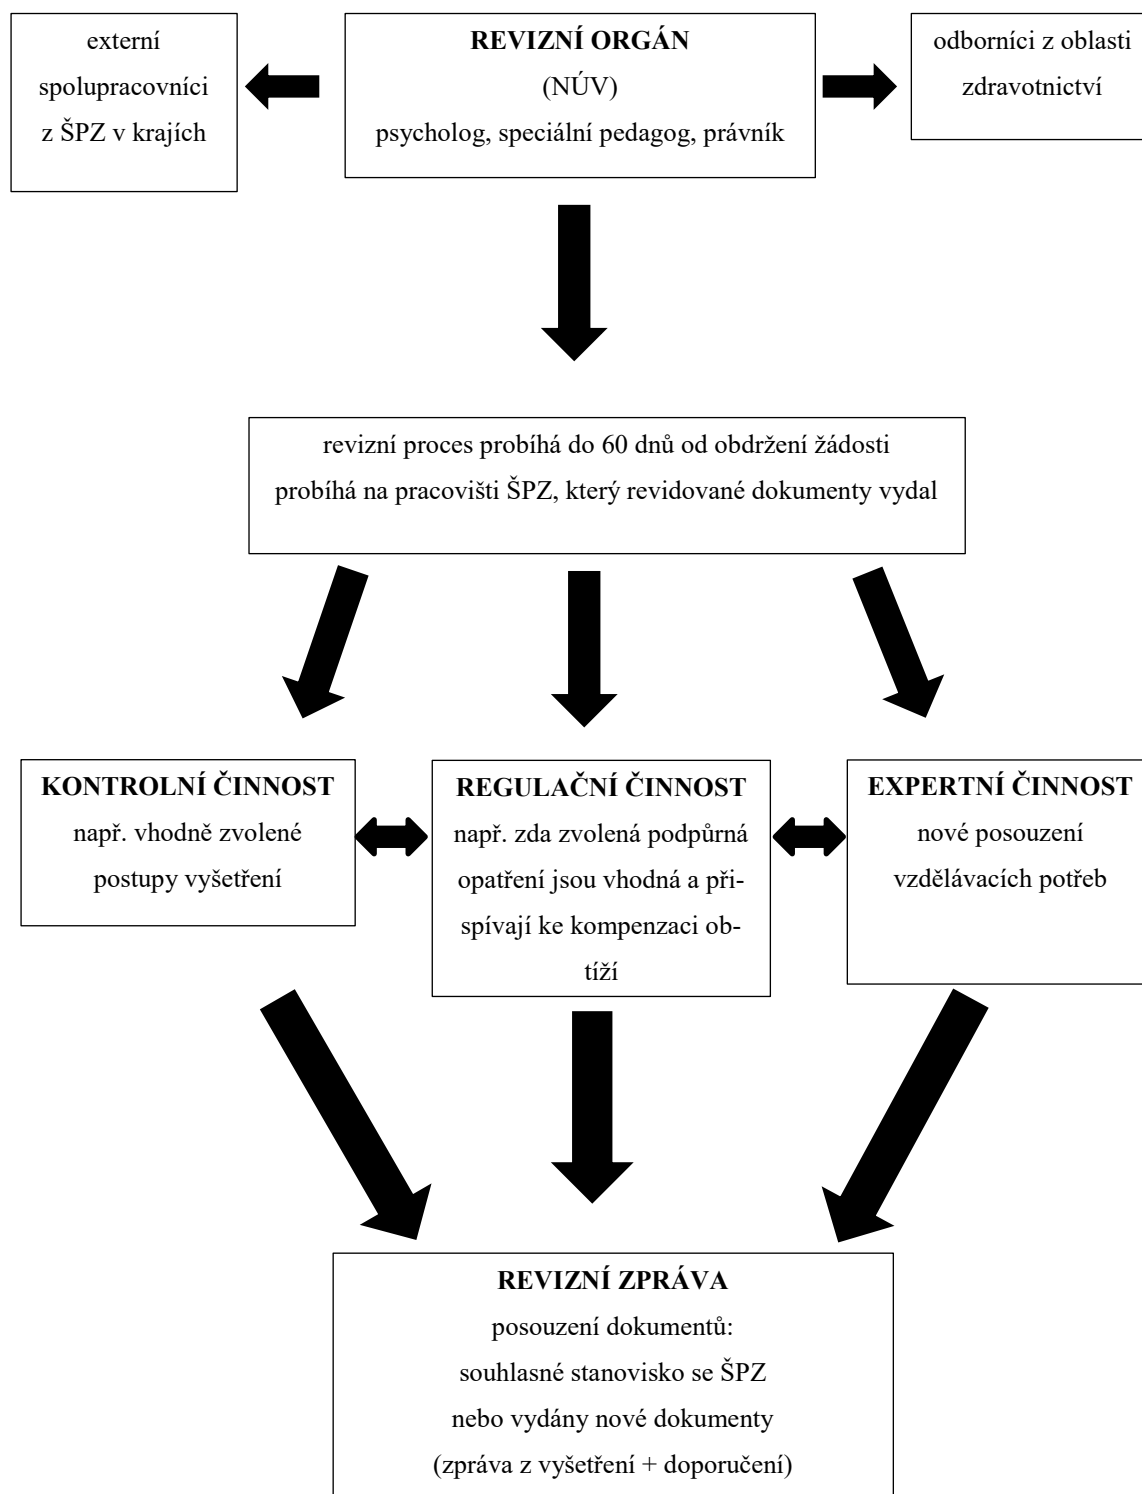 externí
spolupracovníci
z ŠPZ v krajích
REVIZNÍ ORGÁN
(NÚV)
psycholog, speciální pedagog, právník
odborníci z oblasti
zdravotnictví
revizní proces probíhá do 60 dnů od obdržení žádosti
probíhá na pracovišti ŠPZ, který revidované dokumenty vydal
KONTROLNÍ ČINNOST
např. vhodně zvolené
postupy vyšetření
REGULAČNÍ ČINNOST
např. zda zvolená podpůrná
opatření jsou vhodná a při-
spívají ke kompenzaci ob-
tíží
EXPERTNÍ ČINNOST
nové posouzení
vzdělávacích potřeb
REVIZNÍ ZPRÁVA
posouzení dokumentů:
souhlasné stanovisko se ŠPZ
nebo vydány nové dokumenty
(zpráva z vyšetření + doporučení)